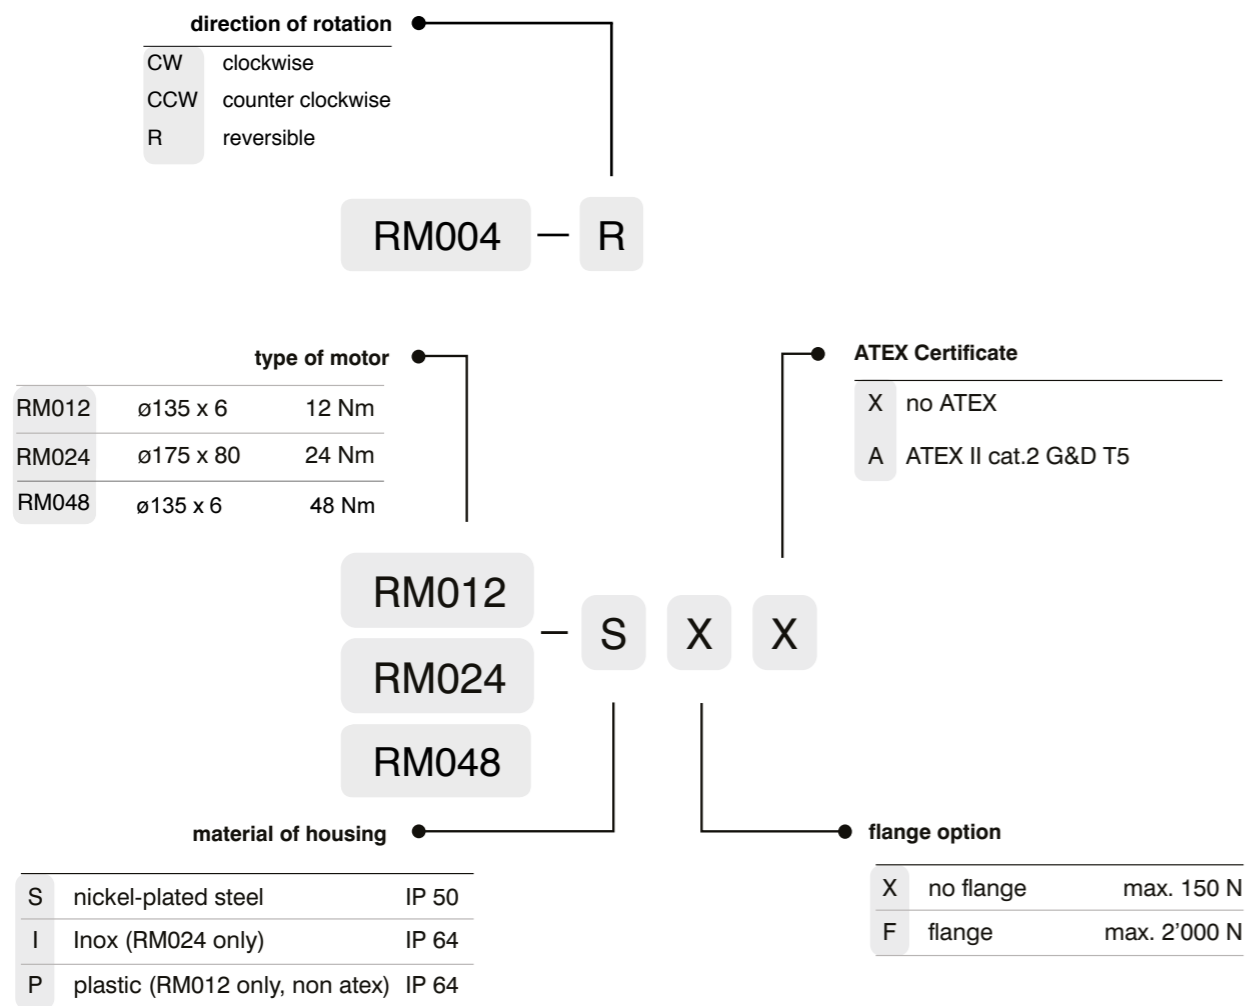 direction of rotation
CW clockwise
CCW counter clockwise
R reversible
RM004 — R
type of motor
RM012 ø135 x 6 12 Nm
RM024 ø175 x 80 24 Nm
RM048 ø135 x 6 48 Nm
ATEX Certificate
X no ATEX
A ATEX II cat.2 G&D T5
RM012
RM024
RM048
— S X X
material of housing
S nickel-plated steel IP 50
I Inox (RM024 only) IP 64
P plastic (RM012 only, non atex) IP 64
flange option
X no flange max. 150 N
F flange max. 2’000 N